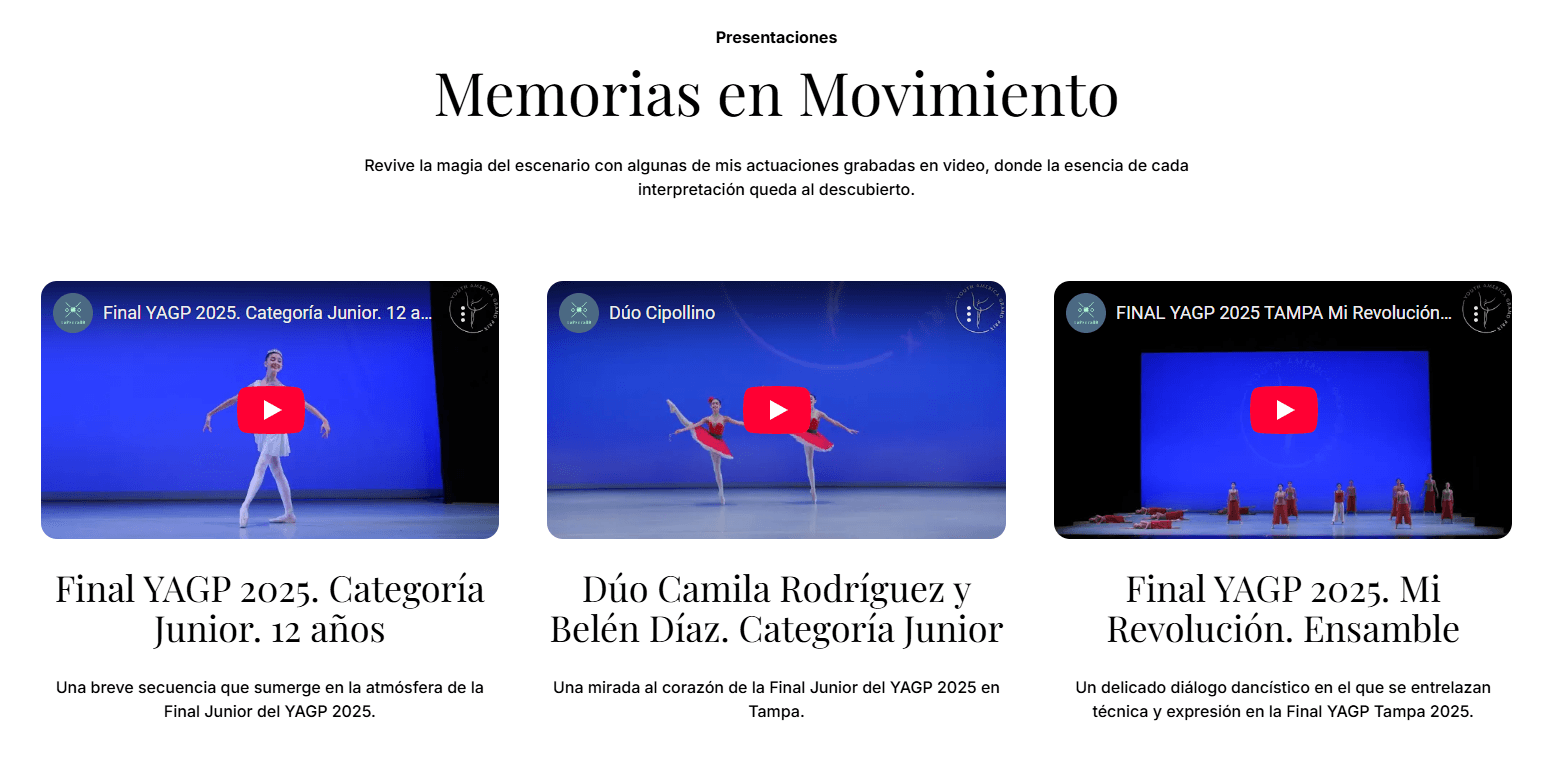 Presentaciones
Memorias en Movimiento
Revive la magia del escenario con algunas de mis actuaciones grabadas en video, donde la esencia de cada
interpretación queda al descubierto.
Final YAGP 2025. Categoría Junior. 12 a...
Dúo Cipollino
FINAL YAGP 2025 TAMPA Mi Revolución...
Final YAGP 2025. Categoría
Junior. 12 años
Dúo Camila Rodríguez y
Belén Díaz. Categoría Junior
Final YAGP 2025. Mi
Revolución. Ensamble
Una breve secuencia que sumerge en la atmósfera de la
Final Junior del YAGP 2025.
Una mirada al corazón de la Final Junior del YAGP 2025 en
Tampa.
Un delicado diálogo dancístico en el que se entrelazan
técnica y expresión en la Final YAGP Tampa 2025.